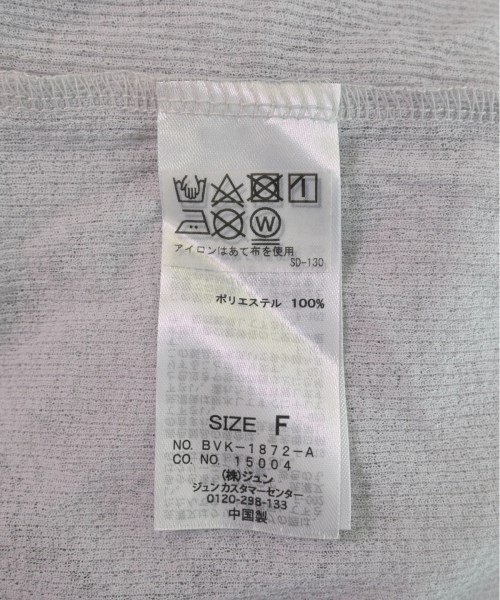 アイロンはあて布を使用
SD-130
ポリエステル 100%
SIZE F
NO. BVK-1872-A
CO. NO. 15004
(株)ジュン
ジュンカスタマーセンター
0120-298-133
中国製